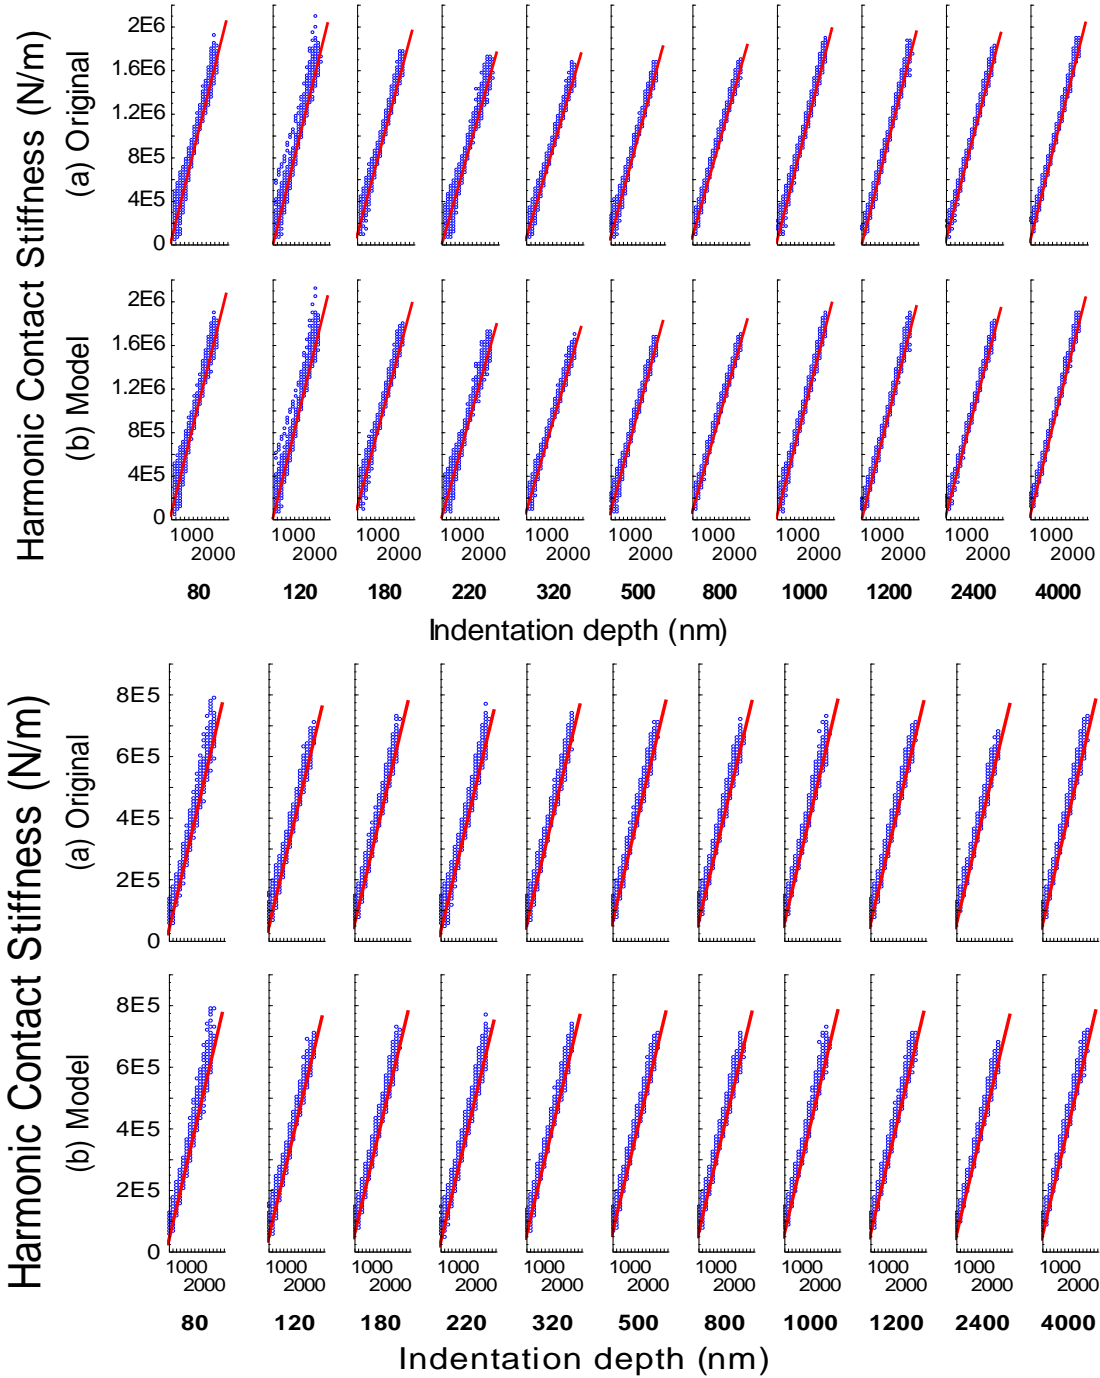 Harmonic Contact Stiffness (N/m)
(a) Original
2E6
1.6E6
1.2E6
8E5
4E5
0
(b) Model
2E6
1.6E6
1.2E6
8E5
4E5
0
1000 1000 1000 1000 1000 1000 1000 1000 1000 1000 1000
2000 2000 2000 2000 2000 2000 2000 2000 2000 2000 2000
80 120 180 220 320 500 800 1000 1200 2400 4000
Indentation depth (nm)
Harmonic Contact Stiffness (N/m)
(a) Original
8E5
6E5
4E5
2E5
0
(b) Model
8E5
6E5
4E5
2E5
0
1000 1000 1000 1000 1000 1000 1000 1000 1000 1000 1000
2000 2000 2000 2000 2000 2000 2000 2000 2000 2000 2000
80 120 180 220 320 500 800 1000 1200 2400 4000
Indentation depth (nm)